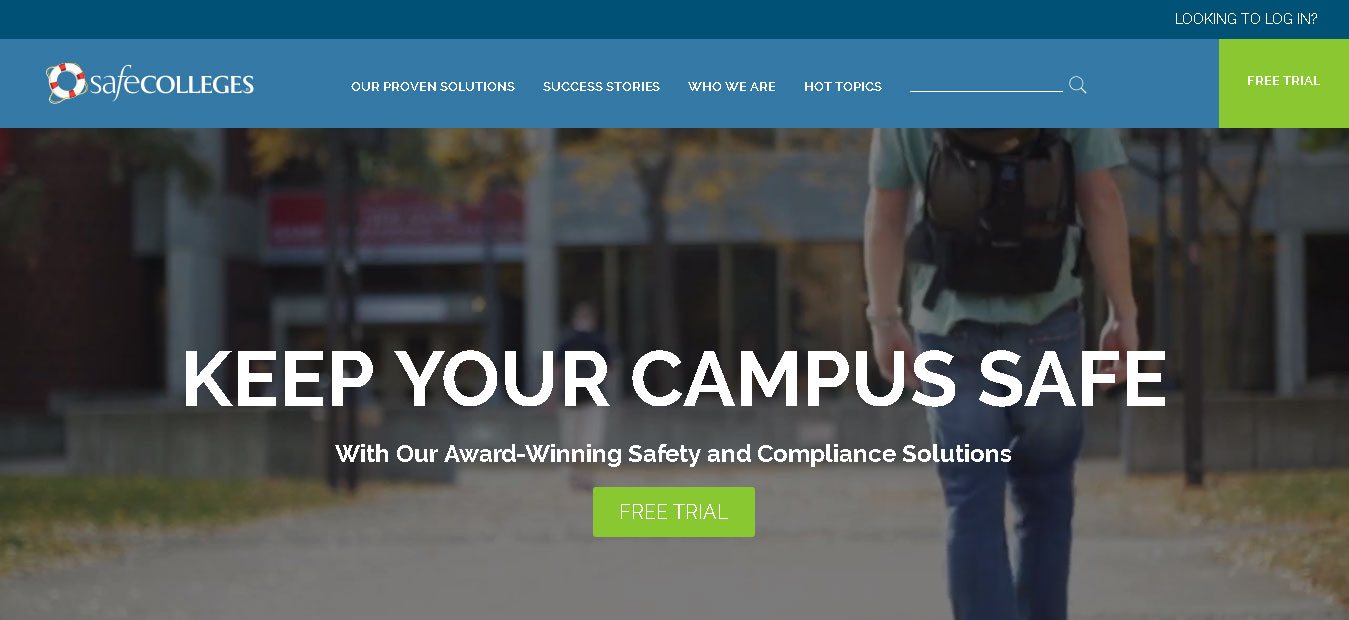 LOOKING TO LOG IN?
safeCOLLEGES
OUR PROVEN SOLUTIONS
SUCCESS STORIES
WHO WE ARE
HOT TOPICS
FREE TRIAL
KEEP YOUR CAMPUS SAFE
With Our Award-Winning Safety and Compliance Solutions
FREE TRIAL